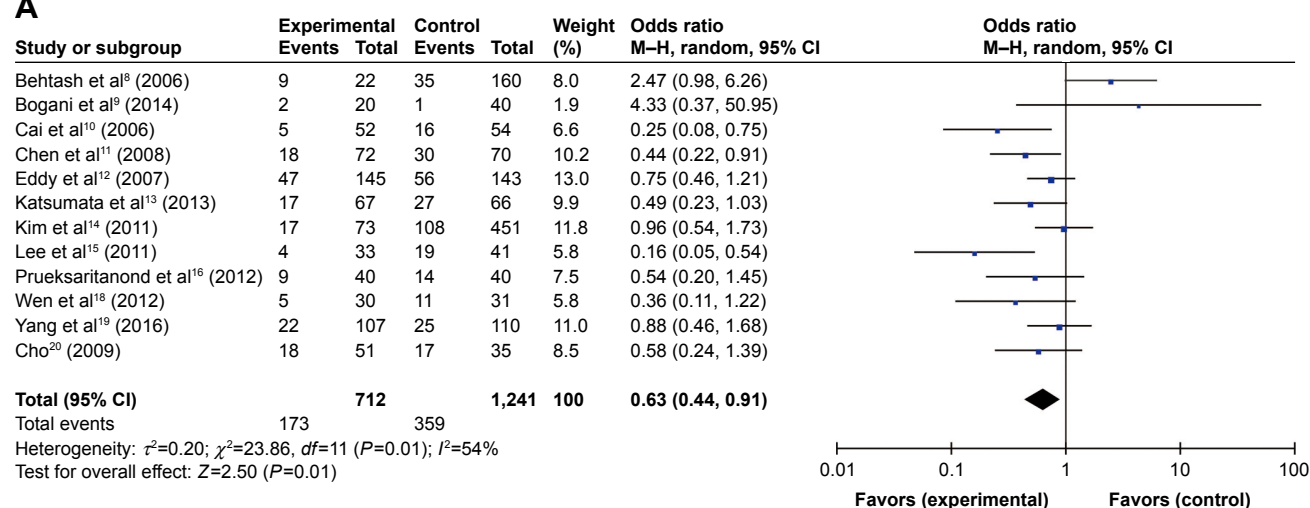 A
Experimental Control Weight Odds ratio Odds ratio
Study or subgroup Events Total Events Total (%) M–H, random, 95% CI M–H, random, 95% CI
Behtash et al⁸ (2006) 9 22 35 160 8.0 2.47 (0.98, 6.26)
Bogani et al⁹ (2014) 2 20 1 40 1.9 4.33 (0.37, 50.95)
Cai et al¹⁰ (2006) 5 52 16 54 6.6 0.25 (0.08, 0.75)
Chen et al¹¹ (2008) 18 72 30 70 10.2 0.44 (0.22, 0.91)
Eddy et al¹² (2007) 47 145 56 143 13.0 0.75 (0.46, 1.21)
Katsumata et al¹³ (2013) 17 67 27 66 9.9 0.49 (0.23, 1.03)
Kim et al¹⁴ (2011) 17 73 108 451 11.8 0.96 (0.54, 1.73)
Lee et al¹⁵ (2011) 4 33 19 41 5.8 0.16 (0.05, 0.54)
Prueksaritanond et al¹⁶ (2012) 9 40 14 40 7.5 0.54 (0.20, 1.45)
Wen et al¹⁸ (2012) 5 30 11 31 5.8 0.36 (0.11, 1.22)
Yang et al¹⁹ (2016) 22 107 25 110 11.0 0.88 (0.46, 1.68)
Cho²⁰ (2009) 18 51 17 35 8.5 0.58 (0.24, 1.39)
Total (95% CI) 712 1,241 100 0.63 (0.44, 0.91)
Total events 173 359
Heterogeneity: τ²=0.20; χ²=23.86, df=11 (P=0.01); I²=54%
Test for overall effect: Z=2.50 (P=0.01)
0.01 0.1 1 10 100
Favors (experimental) Favors (control)